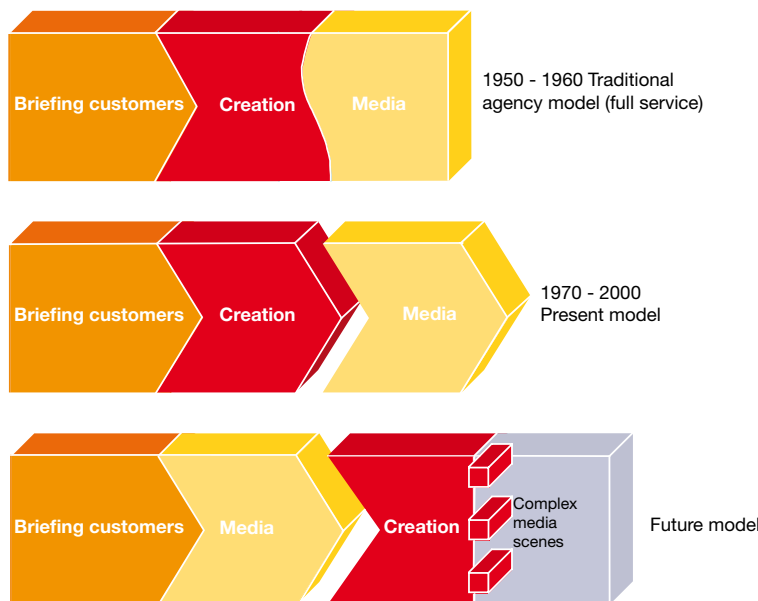 Briefing customers
Creation
Media
1950 - 1960 Traditional
agency model (full service)
Briefing customers
Creation
Media
1970 - 2000
Present model
Briefing customers
Media
Creation
Complex
media
scenes
Future model